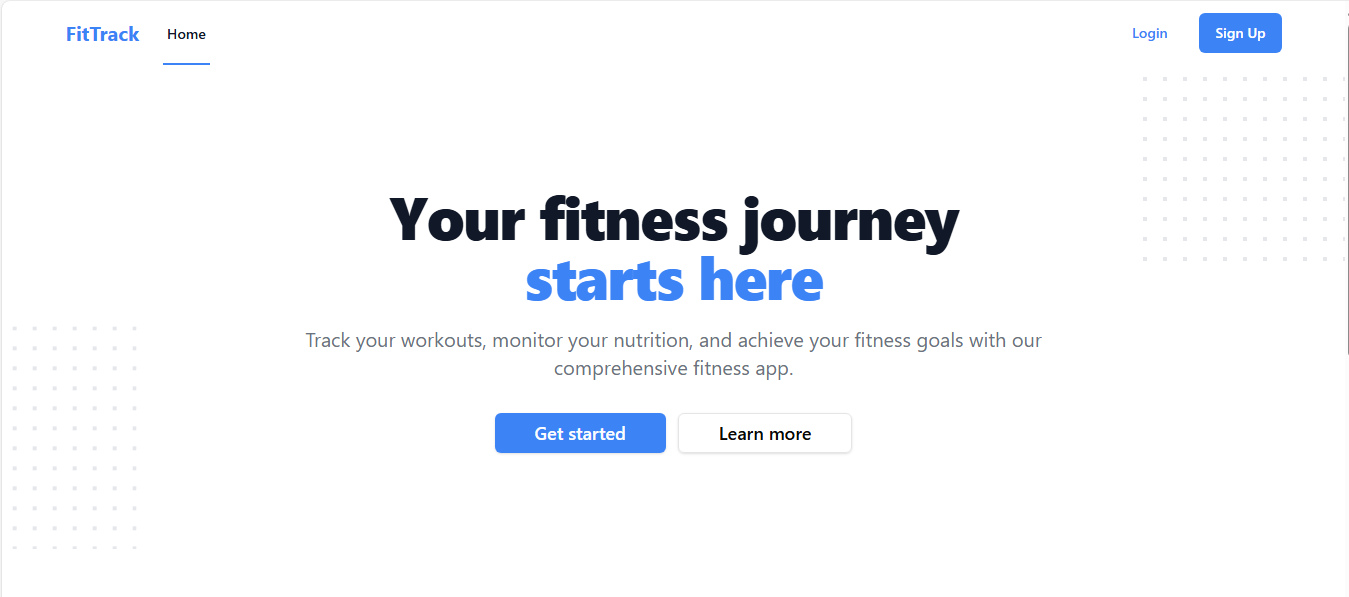 FitTrack
Home
Login
Sign Up
Your fitness journey
starts here
Track your workouts, monitor your nutrition, and achieve your fitness goals with our
comprehensive fitness app.
Get started
Learn more